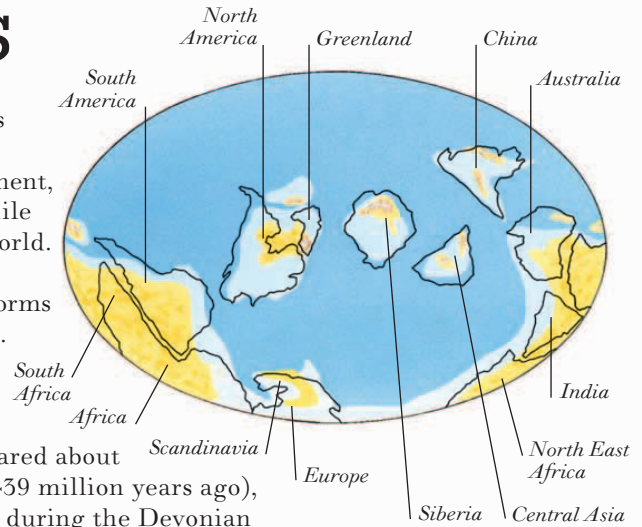 S
North
America
Greenland
China
South
America
Australia
s
ment,
ile
orld.
orms
.
South
Africa
Africa
India
Scandinavia
Europe
North East
Africa
ared about
39 million years ago),
Siberia
Central Asia
during the Devonian